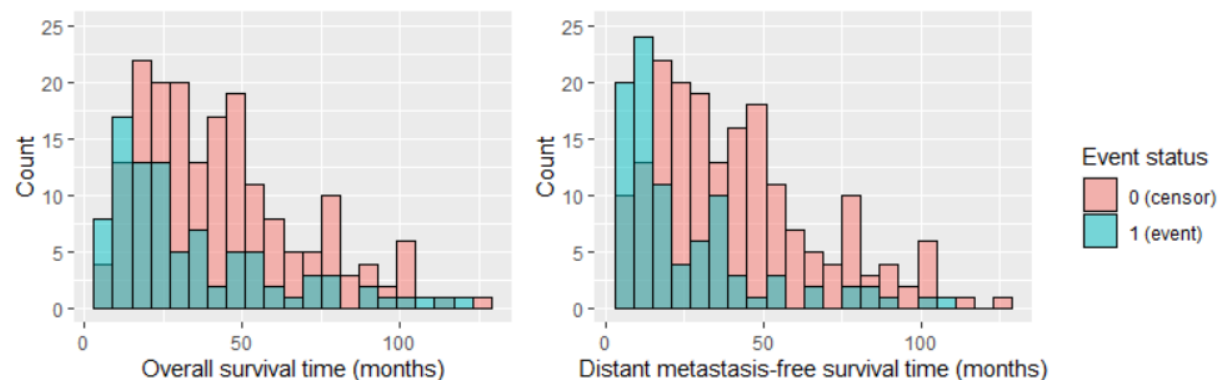 25
20
15
10
5
0
Count
0 50 100
Overall survival time (months)
25
20
15
10
5
0
Count
0 50 100
Distant metastasis-free survival time (months)
Event status
0 (censor)
1 (event)